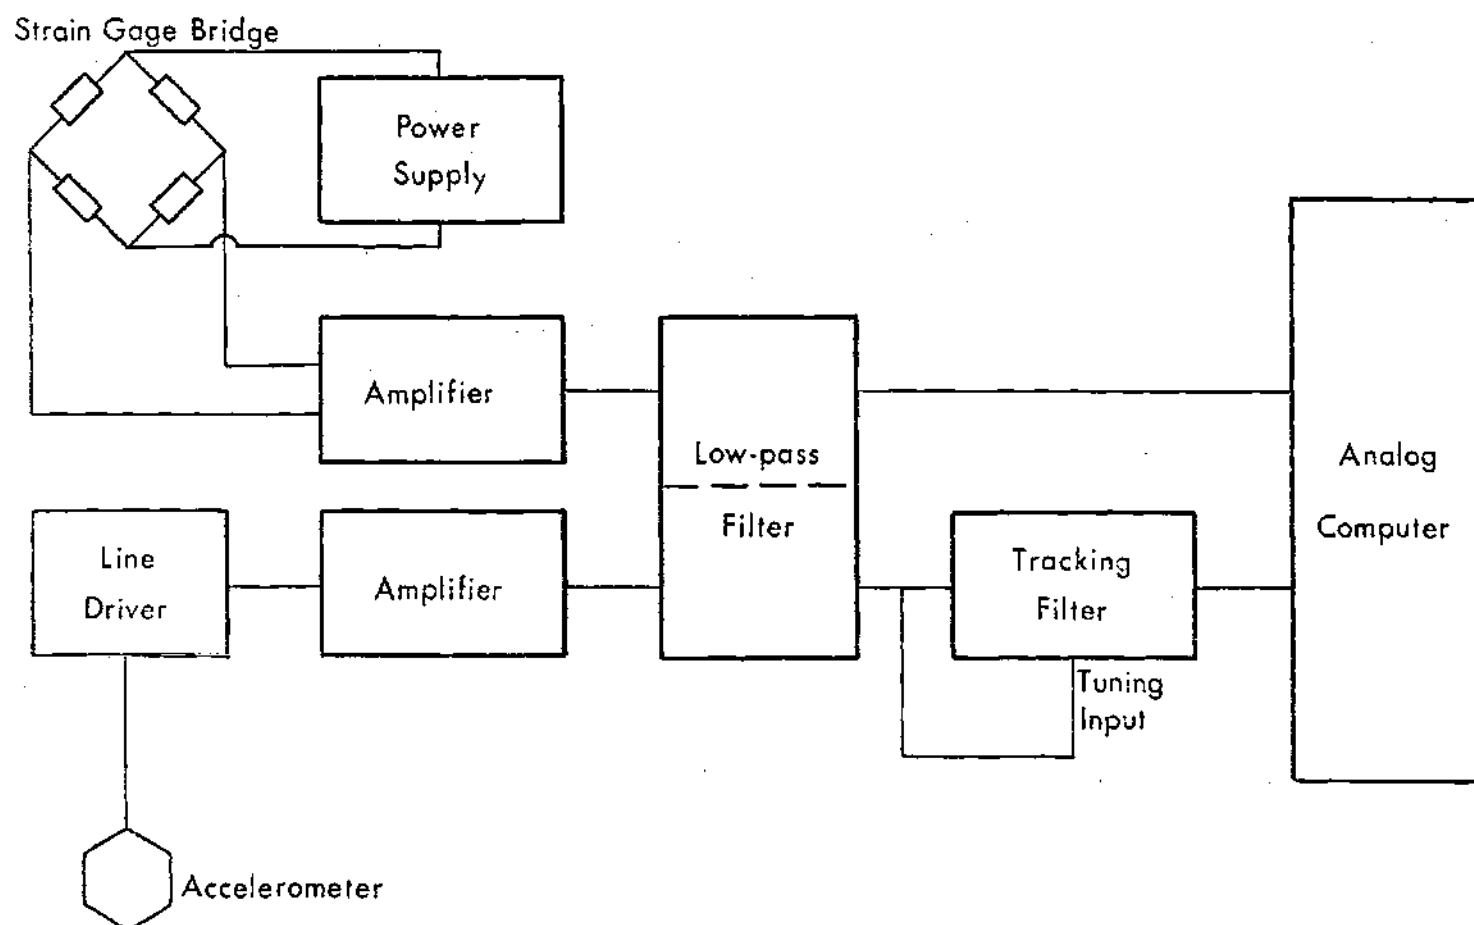 Strain Gage Bridge
Power
Supply
Amplifier
Low-pass
Filter
Analog
Computer
Line
Driver
Amplifier
Tracking
Filter
Tuning
Input
Accelerometer